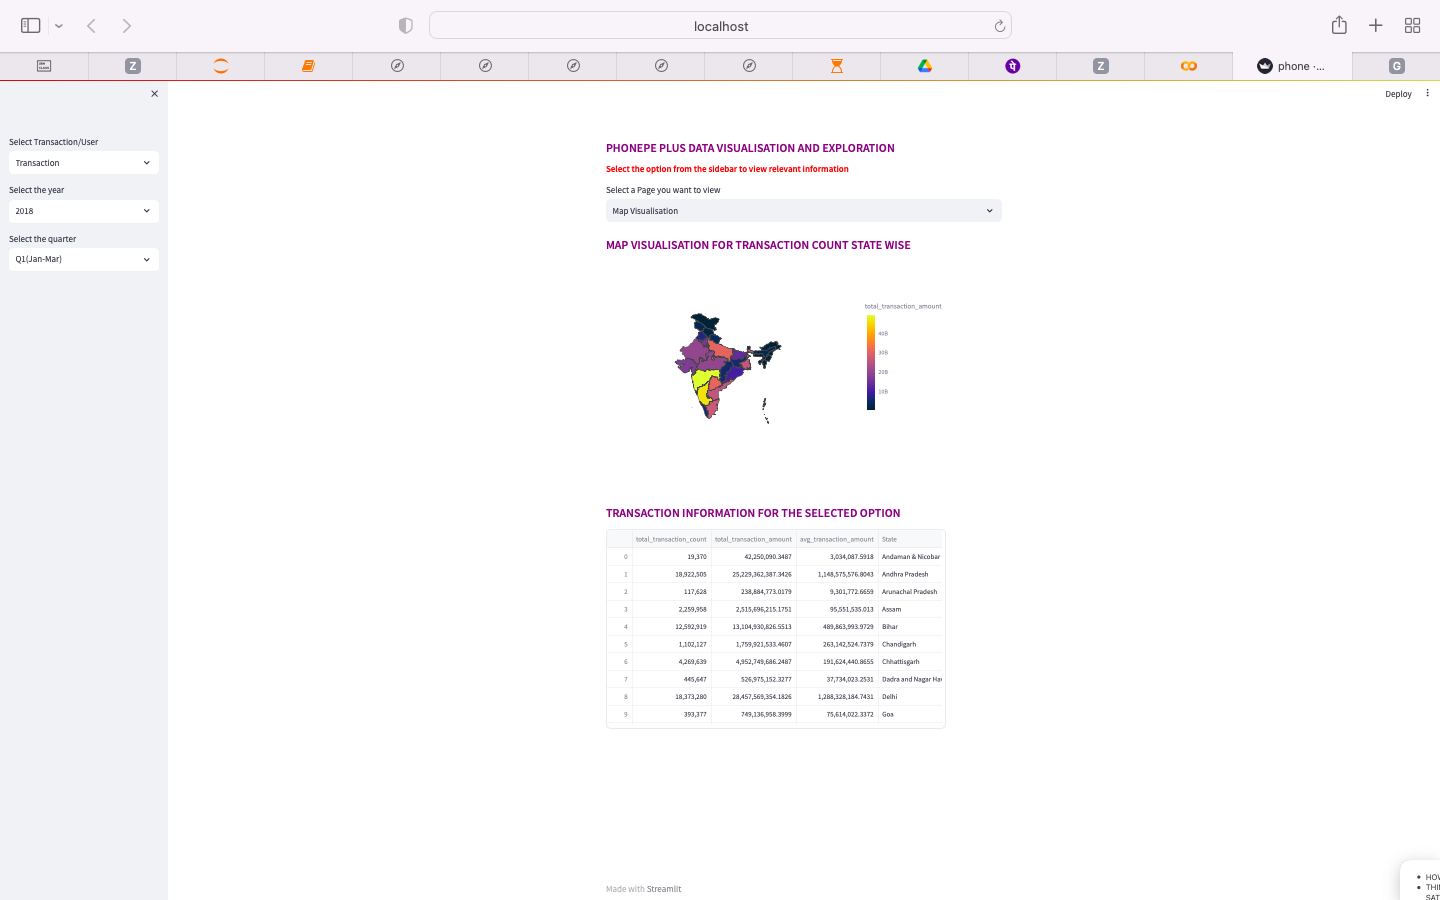 localhost
Z
phone ·...
Z
G
Deploy
Select Transaction/User
Transaction
Select the year
2018
Select the quarter
Q1(Jan-Mar)
PHONEPE PLUS DATA VISUALISATION AND EXPLORATION
Select the option from the sidebar to view relevant information
Select a Page you want to view
Map Visualisation
MAP VISUALISATION FOR TRANSACTION COUNT STATE WISE
total_transaction_amount
40B
30B
20B
10B
TRANSACTION INFORMATION FOR THE SELECTED OPTION
total_transaction_count total_transaction_amount avg_transaction_amount State
0 19,370 42,250,090.3487 3,034,087.5918 Andaman & Nicobar
1 18,922,505 25,229,362,387.3426 1,148,575,576.8043 Andhra Pradesh
2 117,628 238,884,773.0179 9,301,772.6659 Arunachal Pradesh
3 2,259,958 2,515,696,215.1751 95,551,535.013 Assam
4 12,592,919 13,104,930,826.5513 489,863,993.9729 Bihar
5 1,102,127 1,759,921,533.4607 263,142,524.7379 Chandigarh
6 4,269,639 4,952,749,686.2487 191,624,440.8655 Chhattisgarh
7 445,647 526,975,152.3277 37,734,023.2531 Dadra and Nagar Hav
8 18,373,280 28,457,569,354.1826 1,288,328,184.7431 Delhi
9 393,377 749,136,958.3999 75,614,022.3372 Goa
Made with Streamlit
HOW
THI
SAT